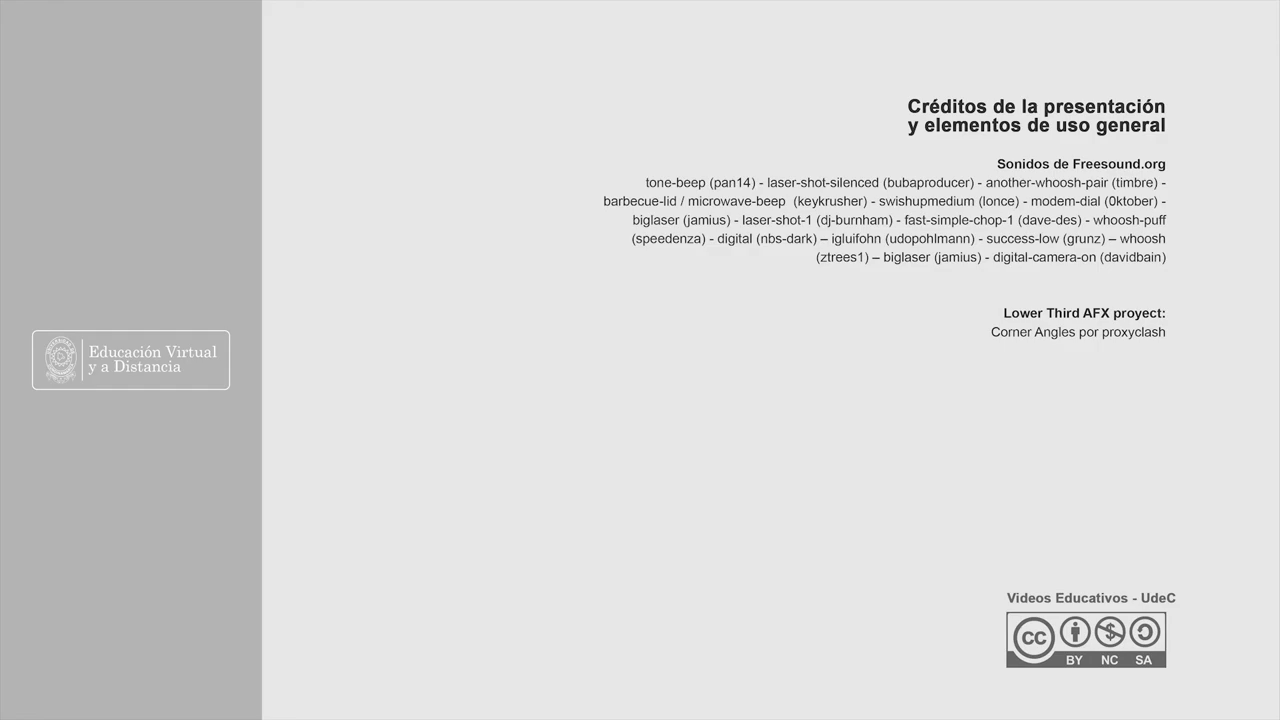 Créditos de la presentación
y elementos de uso general
Sonidos de Freesound.org
tone-beep (pan14) - laser-shot-silenced (bubaproducer) - another-whoosh-pair (timbre) -
barbecue-lid / microwave-beep  (keykrusher) - swishupmedium (lonce) - modem-dial (0ktober) -
biglaser (jamius) - laser-shot-1 (dj-burnham) - fast-simple-chop-1 (dave-des) - whoosh-puff
(speedenza) - digital (nbs-dark) – igluifohn (udopohlmann) - success-low (grunz) – whoosh
(ztrees1) – biglaser (jamius) - digital-camera-on (davidbain)
Lower Third AFX proyect:
Corner Angles por proxyclash
Educación Virtual
y a Distancia
Videos Educativos - UdeC
cc
BY NC SA